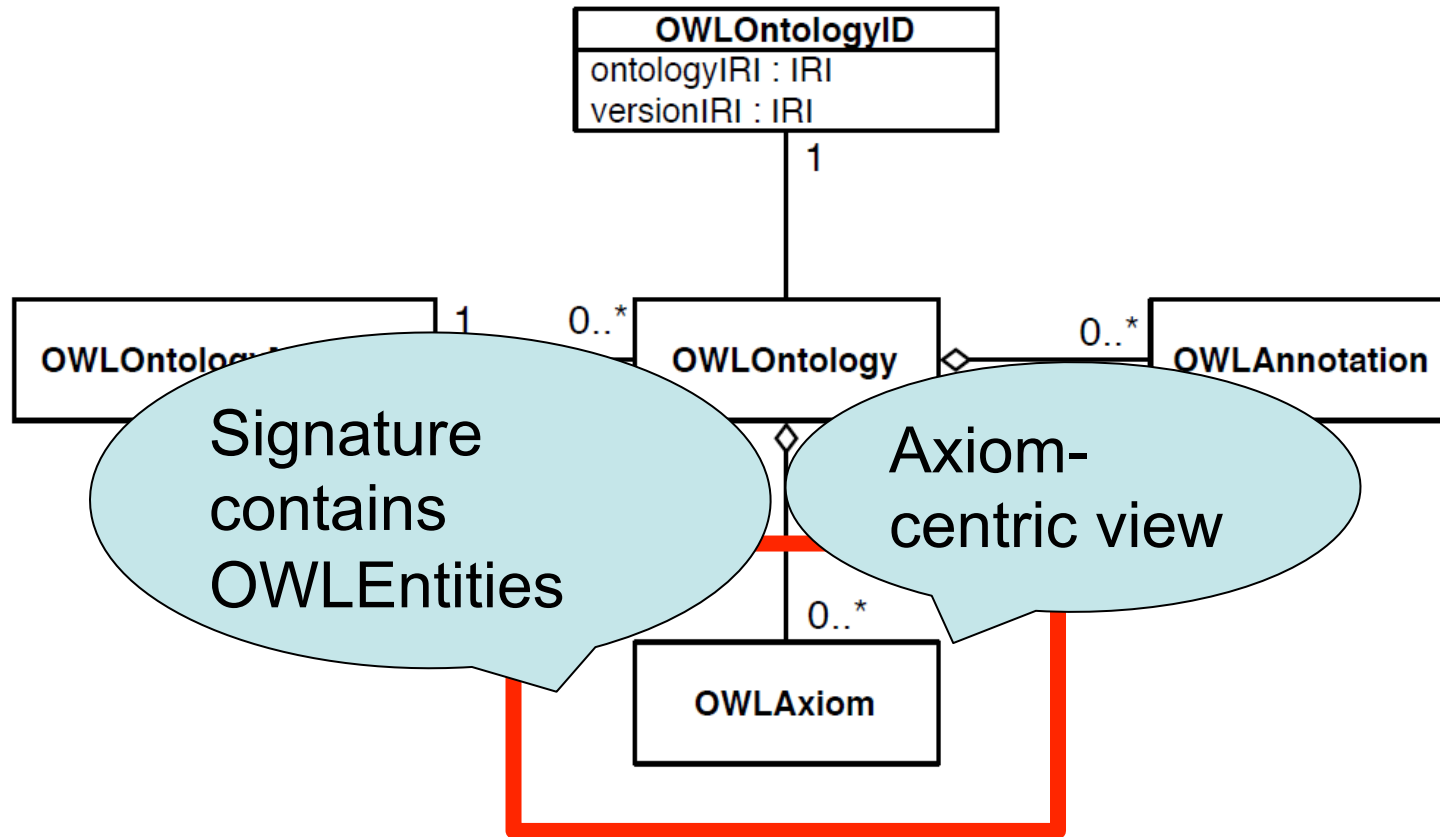 OWLOntologyID
ontologyIRI : IRI
versionIRI : IRI
1
1
0..*
0..*
OWLOntology
OWLAnnotation
Signature
contains
OWLEntities
Axiom-
centric view
0..*
OWLAxiom